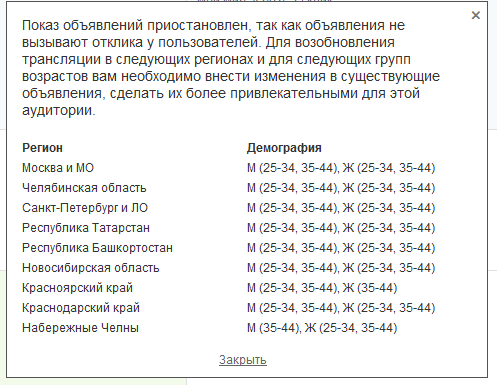 Показ объявлений приостановлен, так как объявления не
вызывают отклика у пользователей. Для возобновления
трансляции в следующих регионах и для следующих групп
возрастов вам необходимо внести изменения в существующие
объявления, сделать их более привлекательными для этой
аудитории.
Регион Демография
Москва и МО М (25-34, 35-44), Ж (25-34, 35-44)
Челябинская область М (25-34, 35-44), Ж (25-34, 35-44)
Санкт-Петербург и ЛО М (25-34, 35-44), Ж (25-34, 35-44)
Республика Татарстан М (25-34, 35-44), Ж (25-34, 35-44)
Республика Башкортостан М (25-34, 35-44), Ж (25-34, 35-44)
Новосибирская область М (25-34, 35-44), Ж (25-34, 35-44)
Красноярский край М (25-34, 35-44), Ж (35-44)
Краснодарский край М (25-34, 35-44), Ж (25-34, 35-44)
Набережные Челны М (35-44), Ж (25-34, 35-44)
Закрыть